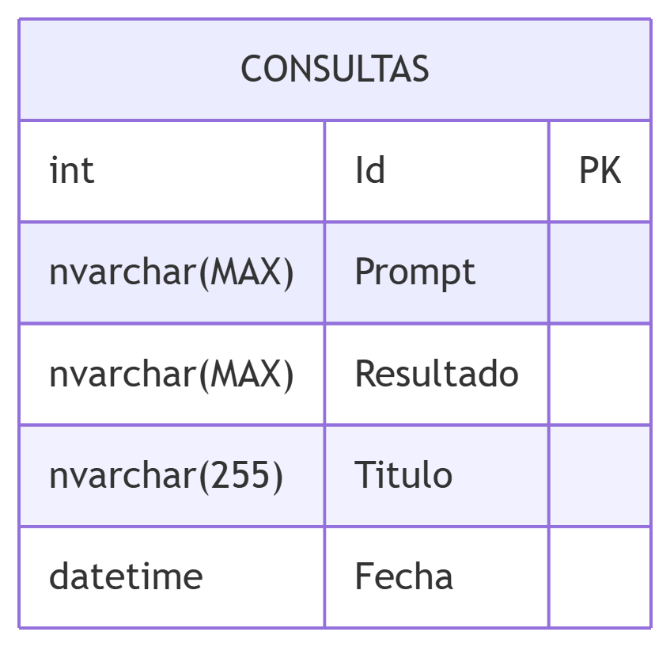 CONSULTAS
int Id PK
nvarchar(MAX) Prompt
nvarchar(MAX) Resultado
nvarchar(255) Titulo
datetime Fecha